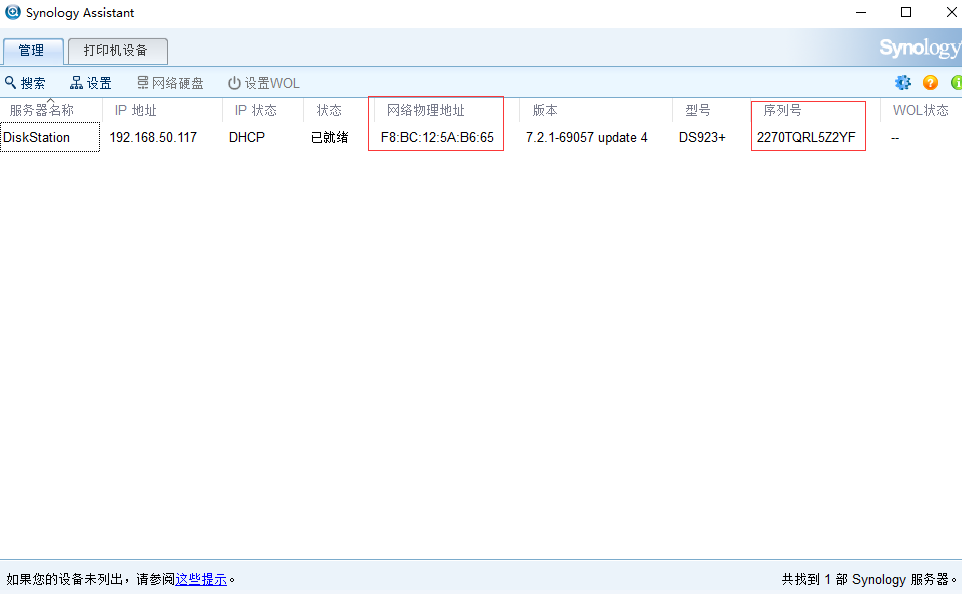 Synology Assistant
管理 打印机设备 Synology
搜索 设置 网络硬盘 设置WOL
服务器名称 IP 地址 IP 状态 状态 网络物理地址 版本 型号 序列号 WOL状态
DiskStation 192.168.50.117 DHCP 已就绪 F8:BC:12:5A:B6:65 7.2.1-69057 update 4 DS923+ 2270TQRL5Z2YF --
如果您的设备未列出，请参阅这些提示。 共找到 1 部 Synology 服务器。